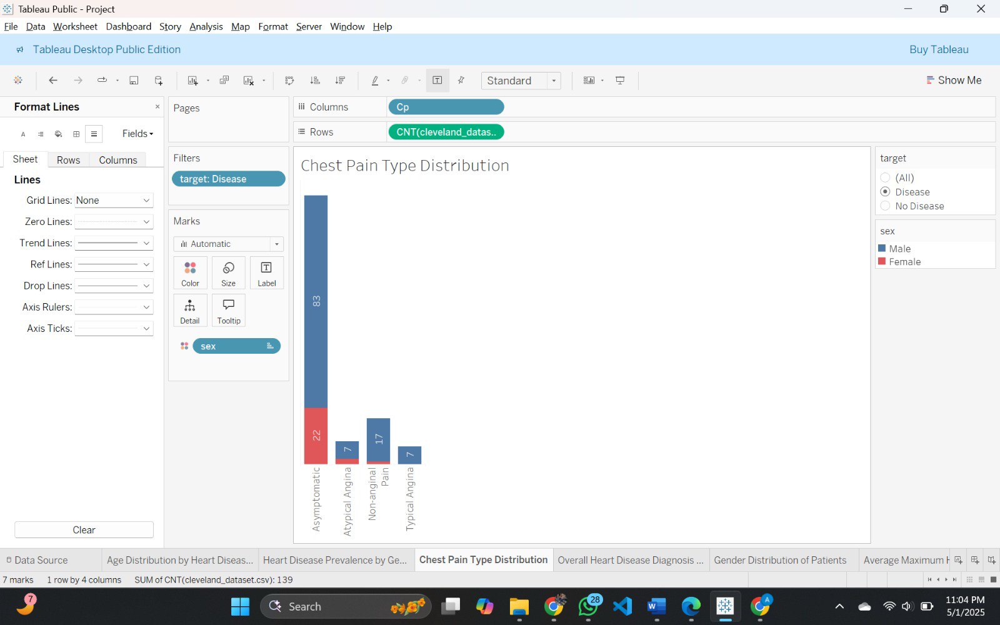 Tableau Public - Project
File Data Worksheet Dashboard Story Analysis Map Format Server Window Help
Tableau Desktop Public Edition
Buy Tableau
Standard
Show Me
Format Lines
Fields
Sheet Rows Columns
Lines
Grid Lines: None
Zero Lines:
Trend Lines:
Ref Lines:
Drop Lines:
Axis Rulers:
Axis Ticks:
Clear
Pages
Filters
target: Disease
Marks
Automatic
Color Size Label
Detail Tooltip
sex
Columns Cp
Rows CNT(cleveland_datas..
Chest Pain Type Distribution
83
22
7
17
7
Asymptomatic
Atypical Angina
Non-anginal
Pain
Typical Angina
target
(All)
Disease
No Disease
sex
Male
Female
Data Source Age Distribution by Heart Diseas... Heart Disease Prevalence by Ge... Chest Pain Type Distribution Overall Heart Disease Diagnosis ... Gender Distribution of Patients Average Maximum H
7 marks 1 row by 4 columns SUM of CNT(cleveland_dataset.csv): 139
7
Search
28
W
A
11:04 PM
5/1/2025